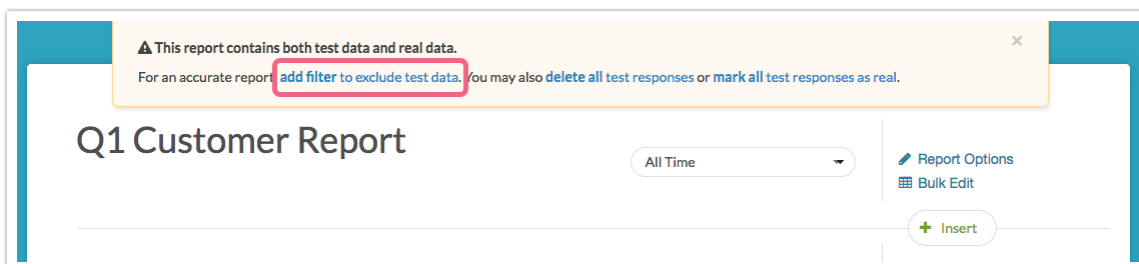 This report contains both test data and real data.
×
For an accurate report add filter to exclude test data. You may also delete all test responses or mark all test responses as real.
Q1 Customer Report
All Time
Report Options
Bulk Edit
+ Insert